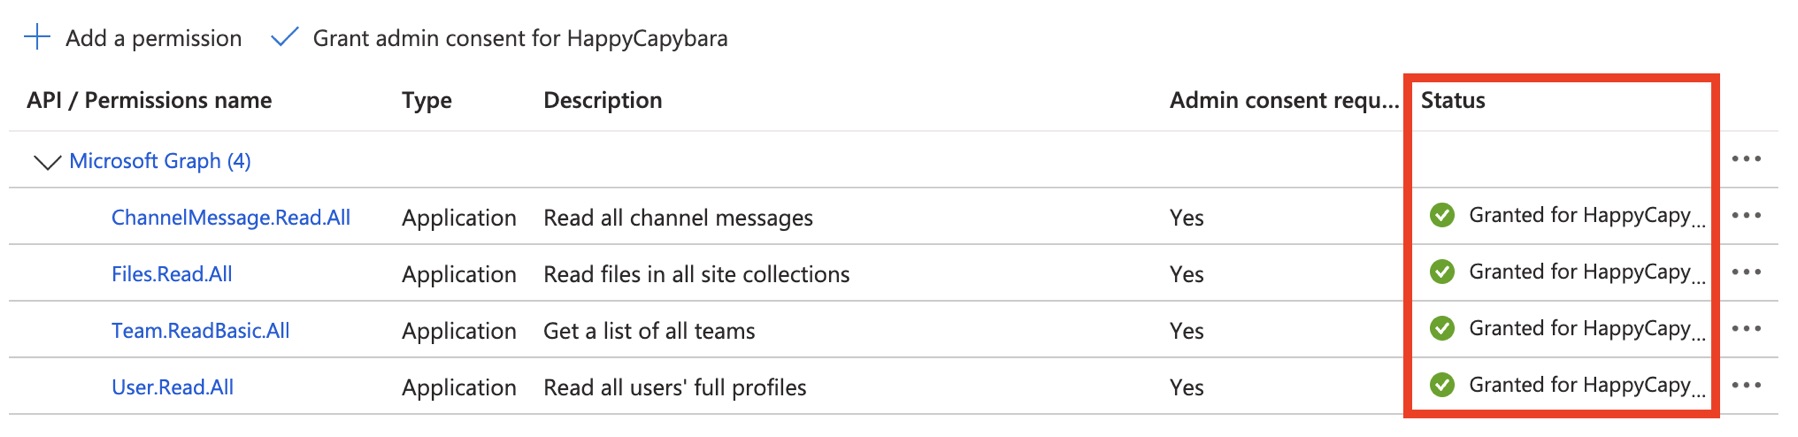 Add a permission Grant admin consent for HappyCapybara
API / Permissions name Type Description Admin consent requ... Status
Microsoft Graph (4)
ChannelMessage.Read.All Application Read all channel messages Yes Granted for HappyCapy...
Files.Read.All Application Read files in all site collections Yes Granted for HappyCapy...
Team.ReadBasic.All Application Get a list of all teams Yes Granted for HappyCapy...
User.Read.All Application Read all users' full profiles Yes Granted for HappyCapy...